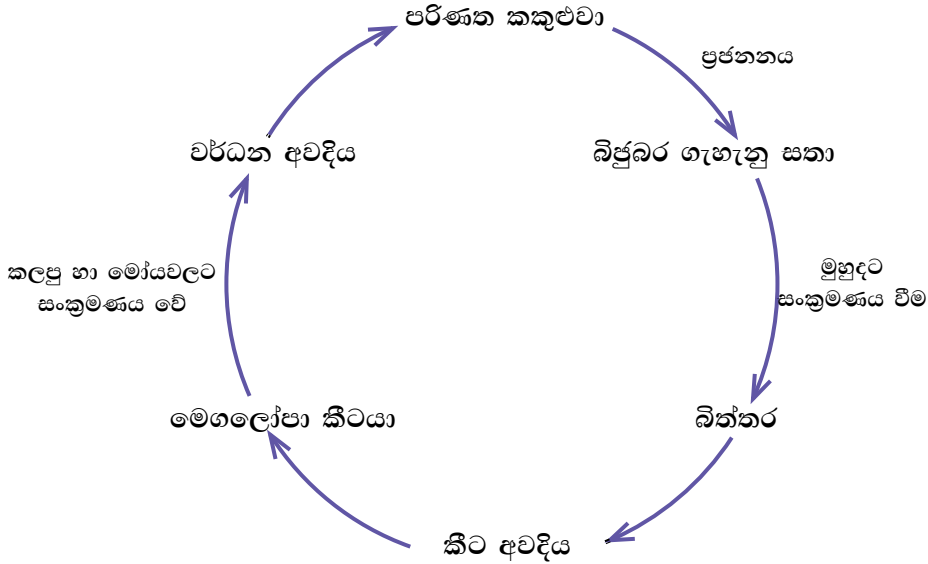 පරිණත කකුළුවා
ප්‍රජනනය
බිජුබර ගැහැනු සතා
මුහුදට
සංක්‍රමණය වීම
බිත්තර
කීට අවදිය
මෙගලෝපා කීටයා
කලපු හා මෝයවලට
සංක්‍රමණය වේ
වර්ධන අවදිය